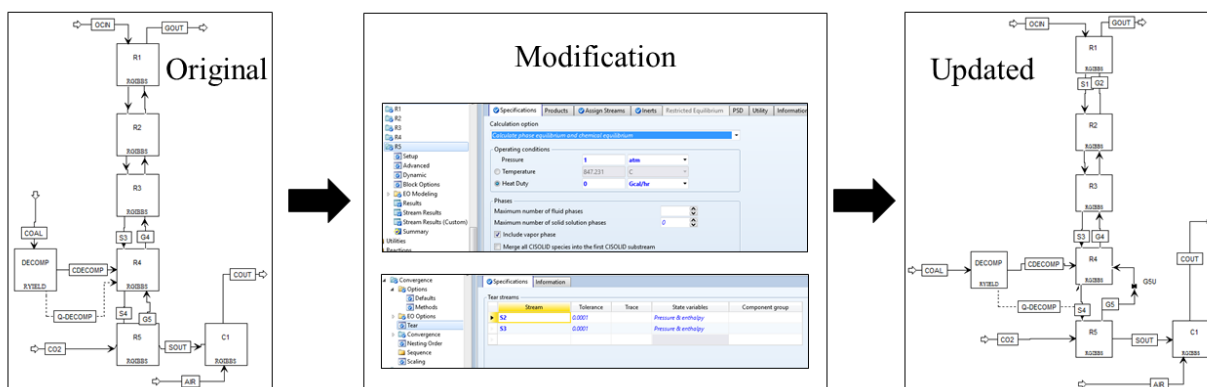 Original
OCIN
GOUT
R1
RGIBBS
R2
RGIBBS
R3
RGIBBS
S3
G4
COAL
DECOMP
RYIELD
CDECOMP
R4
RGIBBS
Q-DECOMP
S4
G5
COUT
CO2
R5
RGIBBS
SOUT
C1
RGIBBS
AIR
Modification
R1
R2
R3
R4
R5
Setup
Advanced
Dynamic
Block Options
EO Modeling
Results
Stream Results
Stream Results (Custom)
Summary
Utilities
Reactions
Specifications Products Assign Streams Inerts Restricted Equilibrium PSD Utility Information
Calculation option
Calculate phase equilibrium and chemical equilibrium
Operating conditions
Pressure 1 atm
Temperature 847.231 C
Heat Duty 0 Gcal/hr
Phases
Maximum number of fluid phases
Maximum number of solid solution phases 0
Include vapor phase
Merge all CISOLID species into the first CISOLID substream
Convergence
Options
Defaults
Methods
EO Options
Tear
Convergence
Nesting Order
Sequence
Scaling
Specifications Information
Tear streams
Stream Tolerance Trace State variables Component group
S2 0.0001 Pressure & enthalpy
S3 0.0001 Pressure & enthalpy
Updated
OCIN
GOUT
R1
RGIBBS
S1
G2
R2
RGIBBS
R3
RGIBBS
S3
G4
COAL
DECOMP
RYIELD
CDECOMP
R4
RGIBBS
Q-DECOMP
S4
G5
G5U
COUT
CO2
R5
RGIBBS
SOUT
C1
RGIBBS
AIR